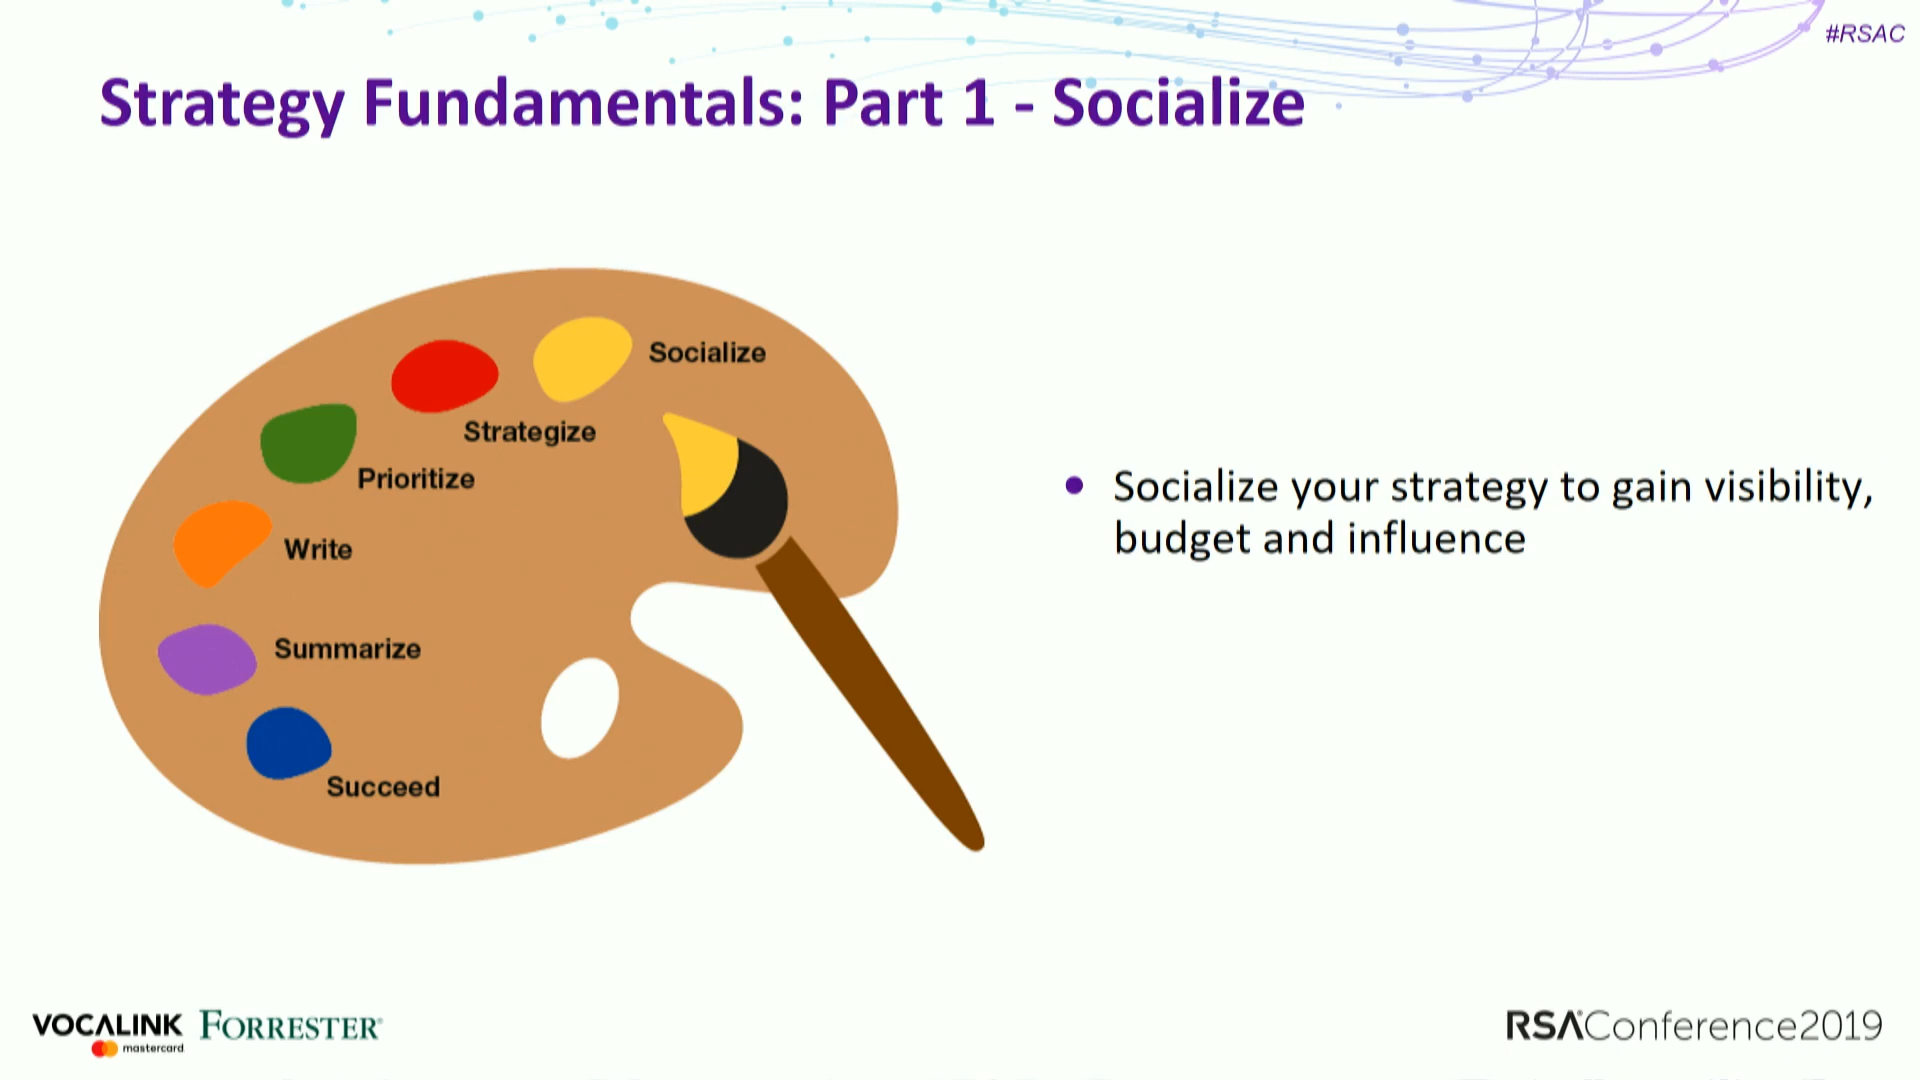 #RSAC
Strategy Fundamentals: Part 1 - Socialize
Socialize
Strategize
Prioritize
Write
Summarize
Succeed
• Socialize your strategy to gain visibility,
budget and influence
VOCALINK
mastercard
FORRESTER®
RSAConference2019